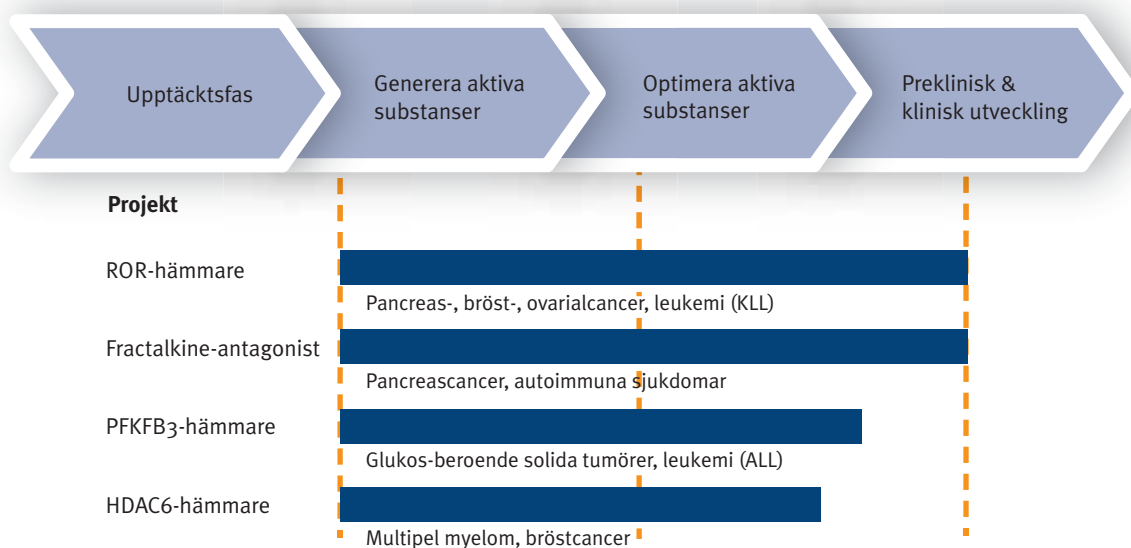 Upptäcktsfas
Generera aktiva
substanser
Optimera aktiva
substanser
Preklinisk &
klinisk utveckling
Projekt
ROR-hämmare
Pancreas-, bröst-, ovarialcancer, leukemi (KLL)
Fractalkine-antagonist
Pancreascancer, autoimmuna sjukdomar
PFKFB3-hämmare
Glukos-beroende solida tumörer, leukemi (ALL)
HDAC6-hämmare
Multipel myelom, bröstcancer